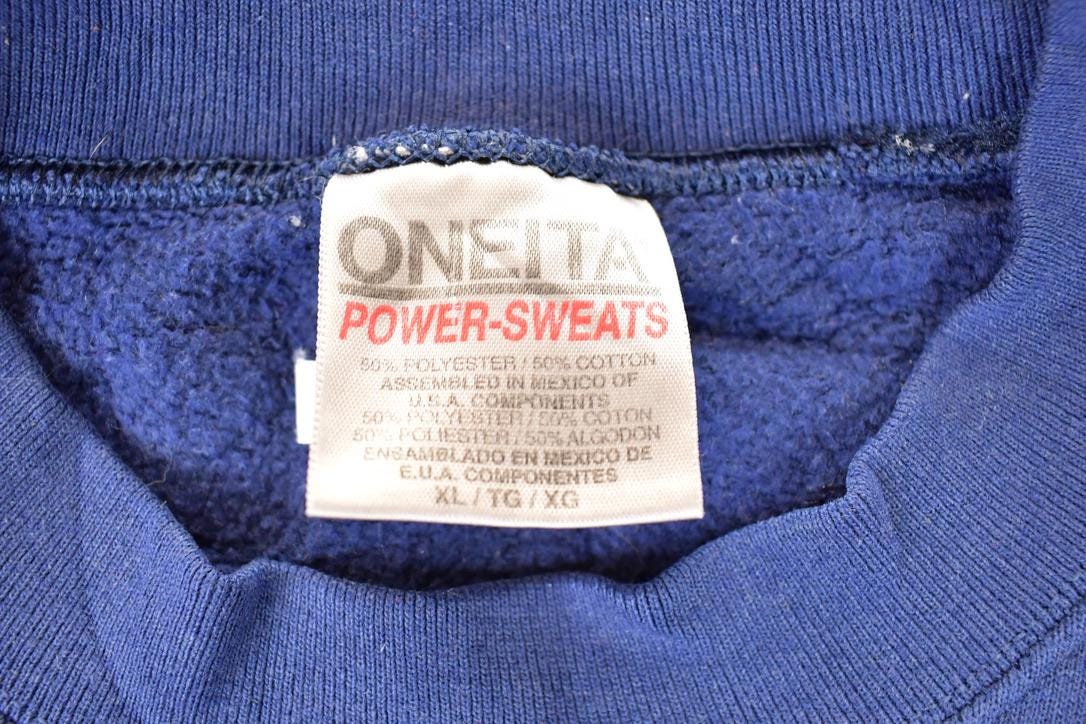 ONEITA
POWER-SWEATS
50% POLYESTER / 50% COTTON
ASSEMBLED IN MEXICO OF
U.S.A. COMPONENTS
50% POLYESTER / 50% COTON
50% POLIESTER / 50% ALGODON
ENSAMBLADO EN MEXICO DE
E.U.A. COMPONENTES
XL / TG / XG